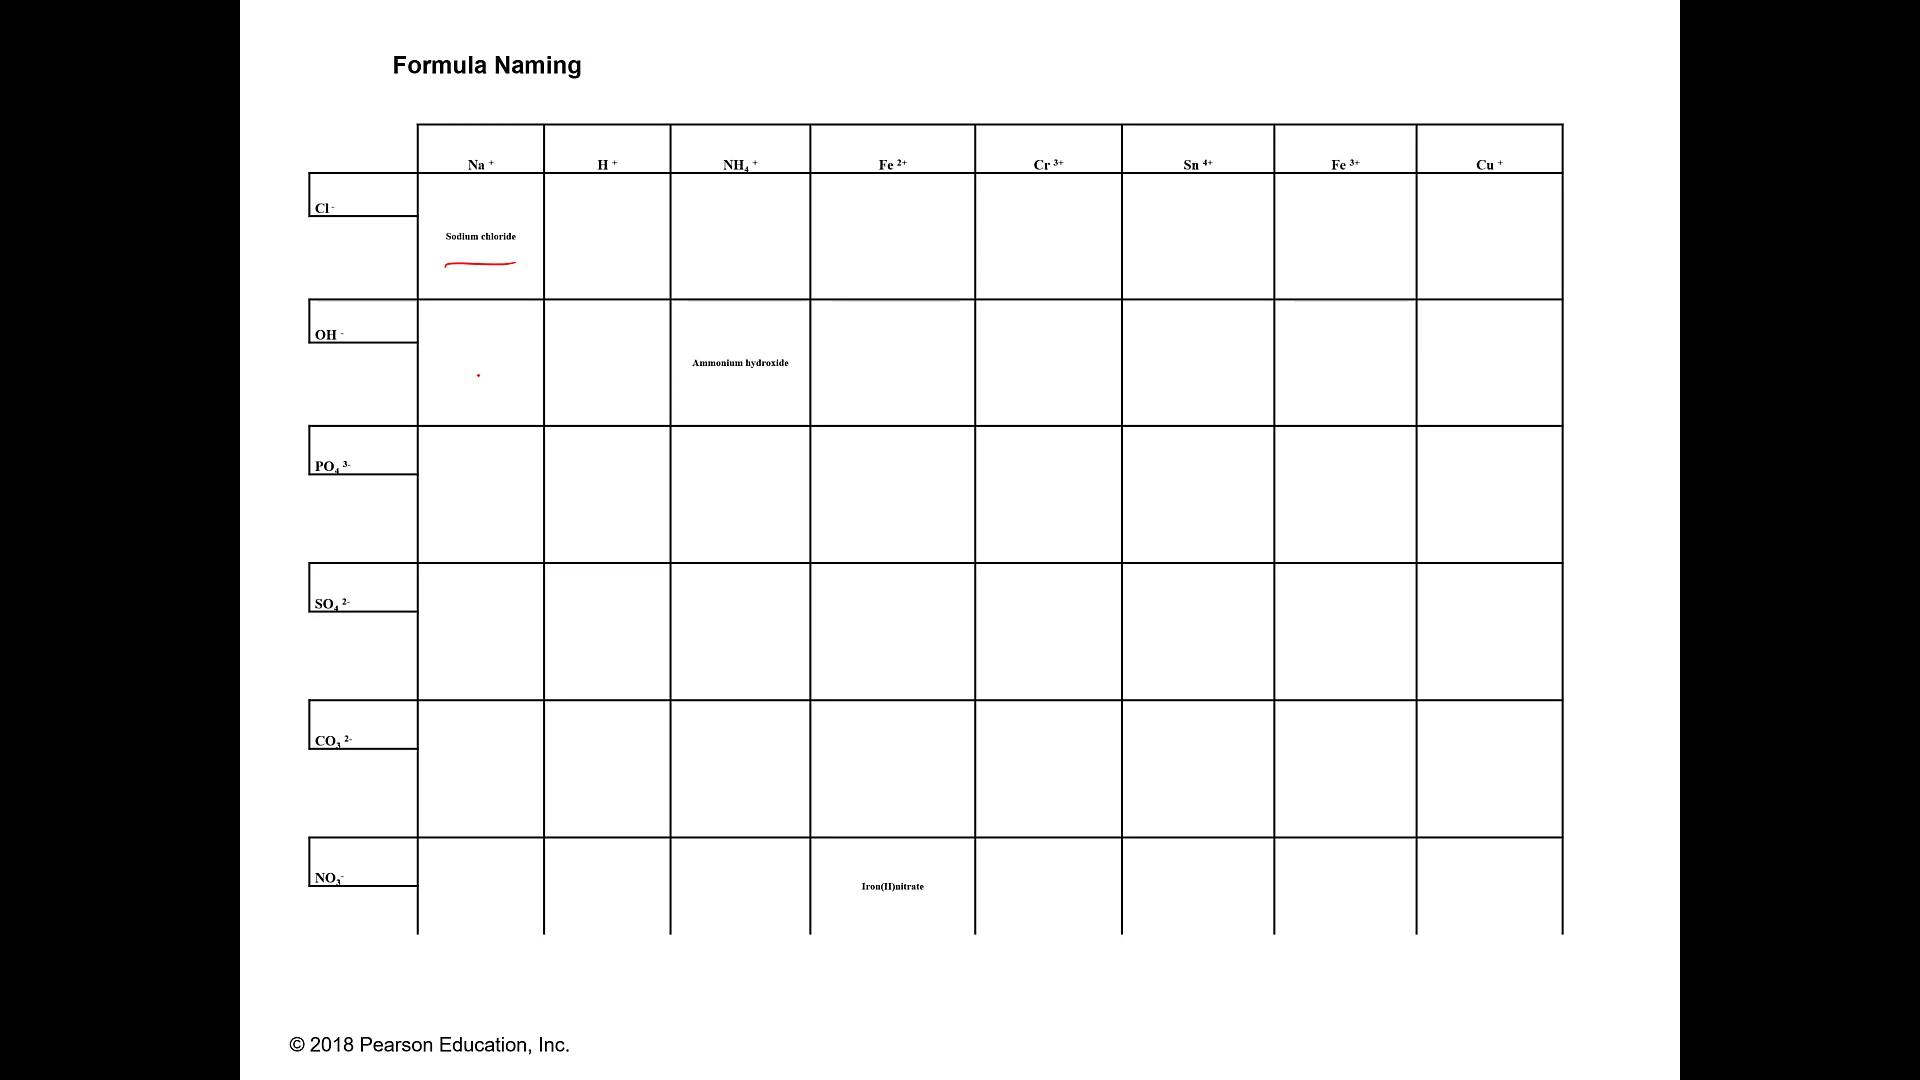 Formula Naming
Na + H + NH4 + Fe 2+ Cr 3+ Sn 4+ Fe 3+ Cu +
Cl -
Sodium chloride
OH -
Ammonium hydroxide
PO4 3-
SO4 2-
CO3 2-
NO3-
Iron(II)nitrate
© 2018 Pearson Education, Inc.